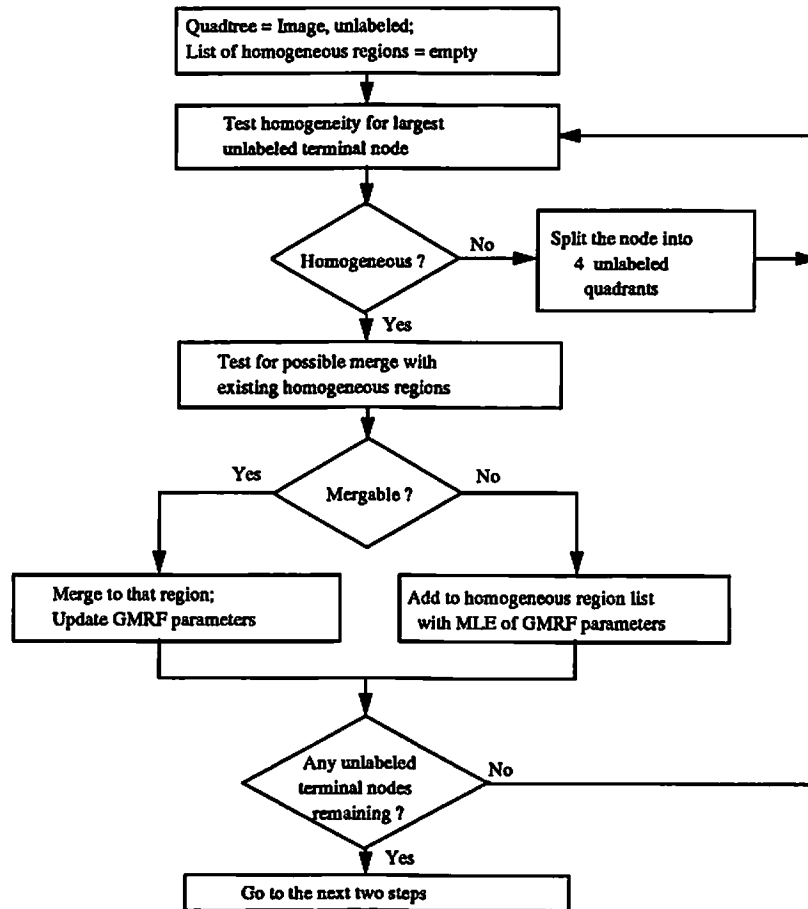 Quadtree = Image, unlabeled;
List of homogeneous regions = empty
Test homogeneity for largest
unlabeled terminal node
Homogeneous ?
No
Split the node into
4 unlabeled
quadrants
Yes
Test for possible merge with
existing homogeneous regions
Yes
Mergable ?
No
Merge to that region;
Update GMRF parameters
Add to homogeneous region list
with MLE of GMRF parameters
Any unlabeled
terminal nodes
remaining ?
No
Yes
Go to the next two steps